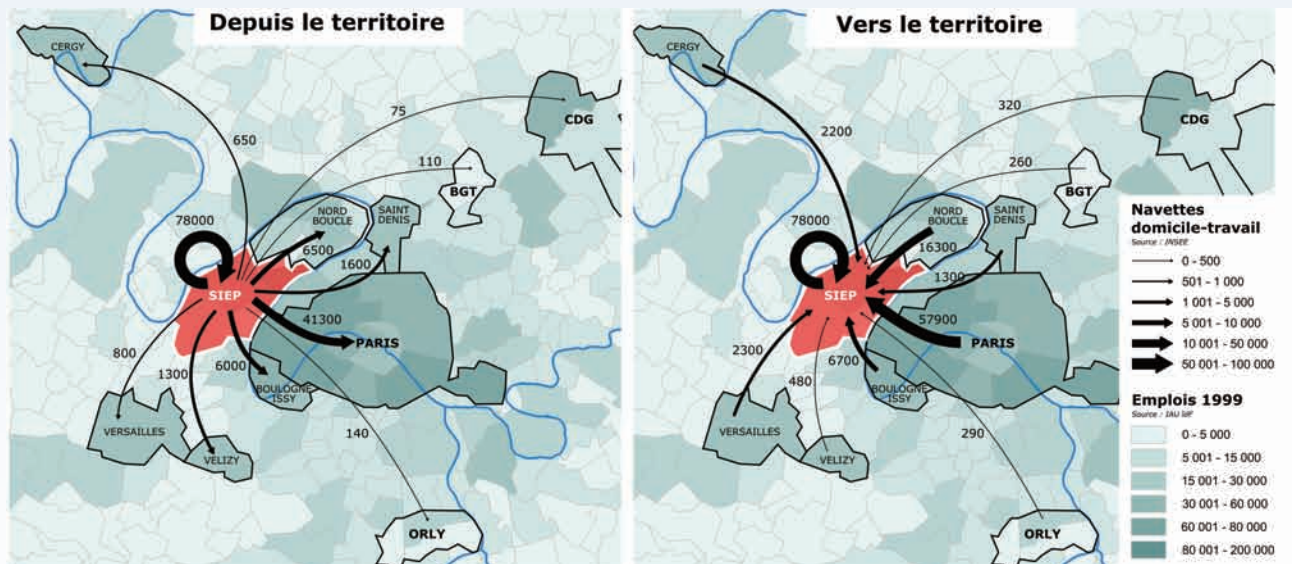 Depuis le territoire
CERGY
650
75
CDG
110
BGT
78000
NORD
BOUCLE
SAINT
DENIS
6500
1600
SIEP
41300
PARIS
800
1300
6000
BOULOGNE
ISSY
VERSAILLES
VELIZY
140
ORLY
Vers le territoire
CERGY
2200
320
CDG
260
BGT
78000
NORD
BOUCLE
SAINT
DENIS
16300
1300
SIEP
57900
PARIS
2300
480
6700
BOULOGNE
ISSY
VERSAILLES
VELIZY
290
ORLY
Navettes
domicile-travail
Source : INSEE
0 - 500
501 - 1 000
1 001 - 5 000
5 001 - 10 000
10 001 - 50 000
50 001 - 100 000
Emplois 1999
Source : IAU îdF
0 - 5 000
5 001 - 15 000
15 001 - 30 000
30 001 - 60 000
60 001 - 80 000
80 001 - 200 000